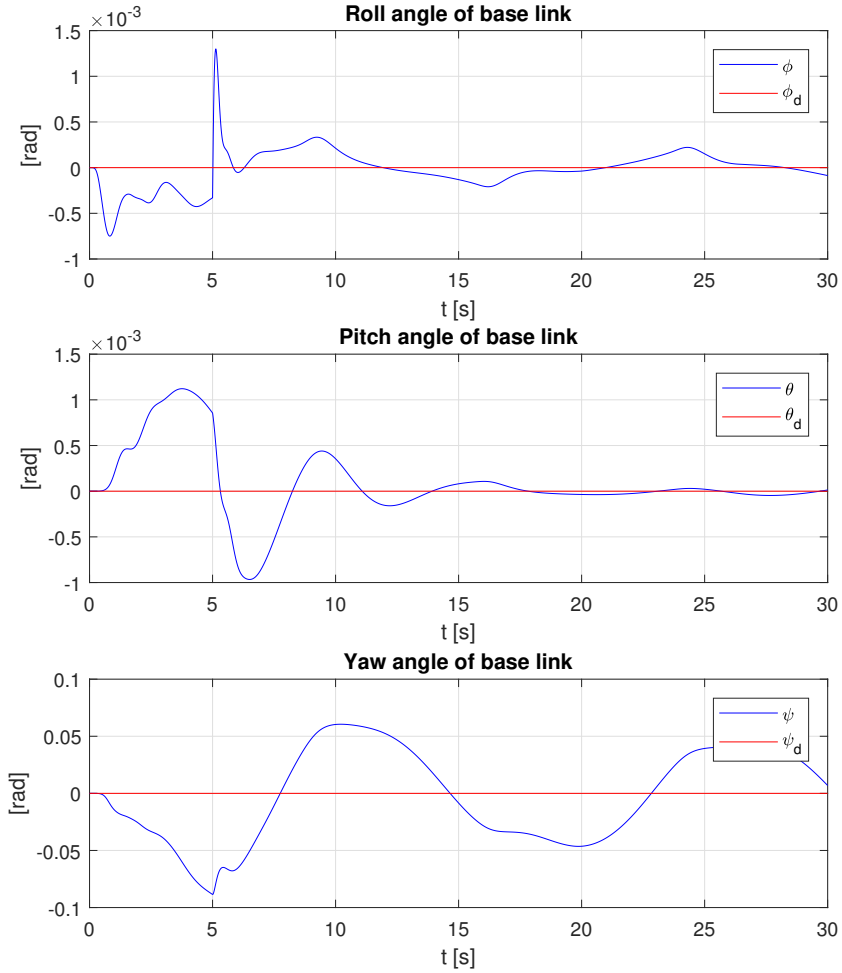 Roll angle of base link
×10⁻³
1.5
1
0.5
0
-0.5
-1
[rad]
ϕ
ϕ_d
0 5 10 15 20 25 30
t [s]
Pitch angle of base link
×10⁻³
1.5
1
0.5
0
-0.5
-1
[rad]
θ
θ_d
0 5 10 15 20 25 30
t [s]
Yaw angle of base link
0.1
0.05
0
-0.05
-0.1
[rad]
ψ
ψ_d
0 5 10 15 20 25 30
t [s]